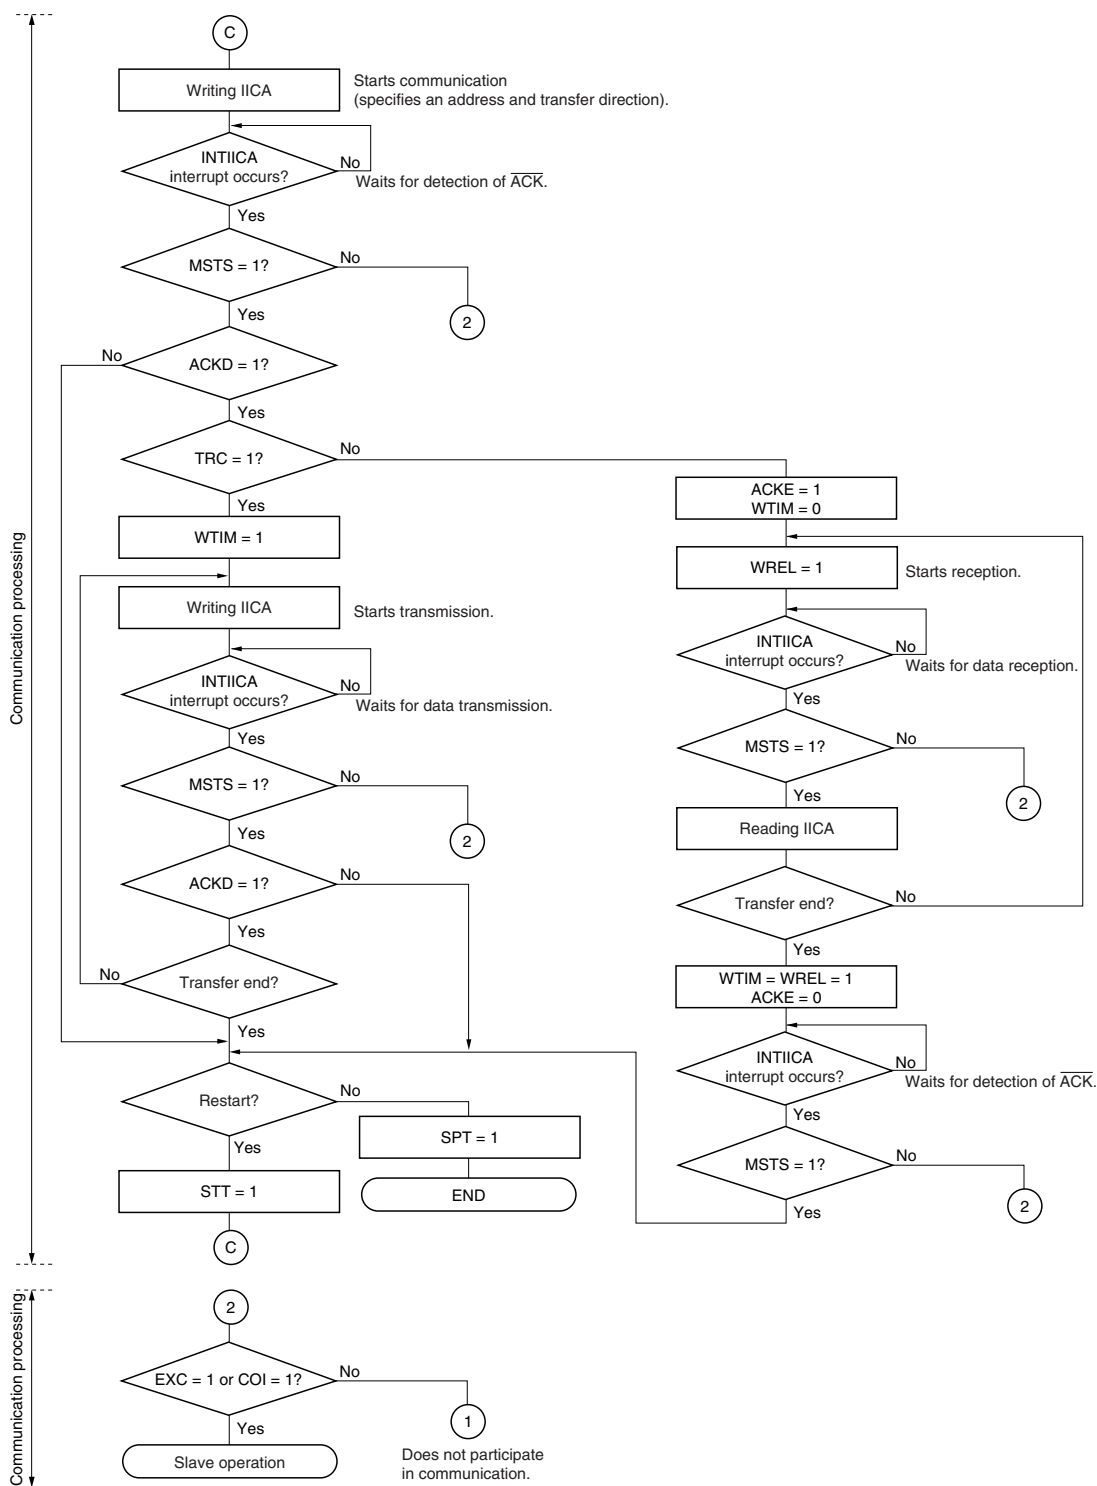 C
Writing IICA
Starts communication
(specifies an address and transfer direction).
INTIICA
interrupt occurs?
No
Waits for detection of ACK.
Yes
MSTS = 1?
No
2
Yes
ACKD = 1?
No
Yes
TRC = 1?
No
Yes
WTIM = 1
Writing IICA
Starts transmission.
INTIICA
interrupt occurs?
No
Waits for data transmission.
Yes
MSTS = 1?
No
2
Yes
ACKD = 1?
No
Yes
Transfer end?
No
Yes
Restart?
No
SPT = 1
END
Yes
STT = 1
C
ACKE = 1
WTIM = 0
WREL = 1
Starts reception.
INTIICA
interrupt occurs?
No
Waits for data reception.
Yes
MSTS = 1?
No
2
Yes
Reading IICA
Transfer end?
No
Yes
WTIM = WREL = 1
ACKE = 0
INTIICA
interrupt occurs?
No
Waits for detection of ACK.
Yes
MSTS = 1?
No
2
Yes
Communication processing
2
EXC = 1 or COI = 1?
No
1
Does not participate
in communication.
Yes
Slave operation
Communication processing